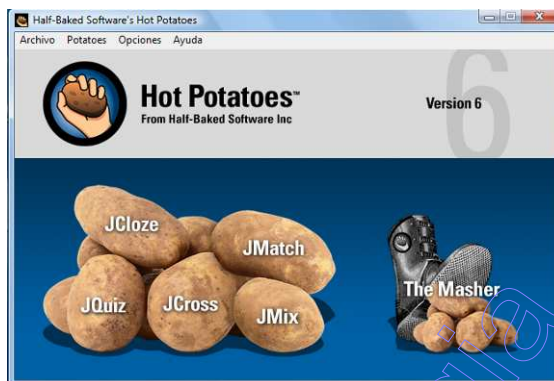 Half-Baked Software's Hot Potatoes
Archivo Potatoes Opciones Ayuda
Hot Potatoes™
From Half-Baked Software Inc
Version 6
6
JCloze
JMatch
The Masher
JQuiz
JCross
JMix